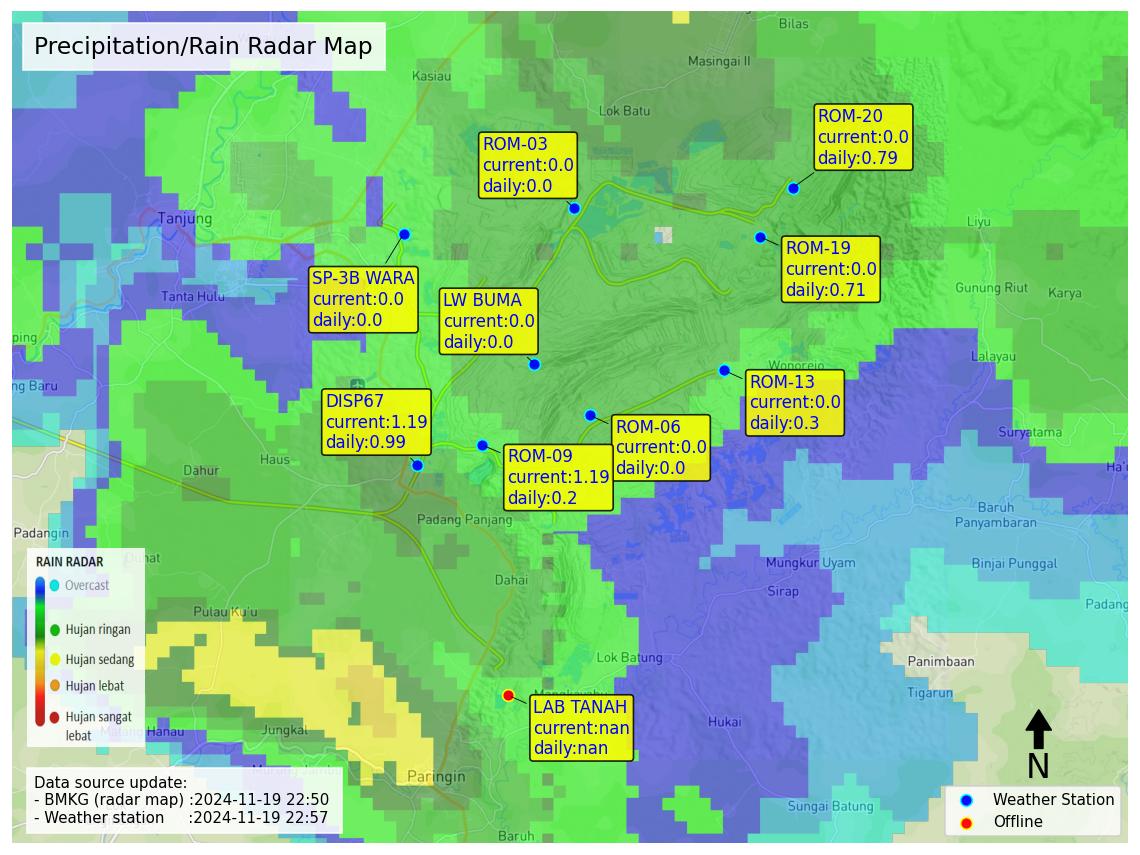 Precipitation/Rain Radar Map
Bilas
Masingai II
Kasiau
Lok Batu
ROM-20
current:0.0
daily:0.79
ROM-03
current:0.0
daily:0.0
Tanjung
Liyu
ROM-19
current:0.0
daily:0.71
SP-3B WARA
current:0.0
daily:0.0
Tanta Hulu
LW BUMA
current:0.0
daily:0.0
Gunung Riut
Karya
ping
Lalayau
Wonorejo
ng Baru
ROM-13
current:0.0
daily:0.3
DISP67
current:1.19
daily:0.99
ROM-06
current:0.0
daily:0.0
Suryatama
ROM-09
current:1.19
daily:0.2
Haus
Dahur
Ha'u
Baruh
Panyambaran
Padang Panjang
Padangin
Mungkur Uyam
Binjai Punggal
Dahai
Sirap
Padang
RAIN RADAR
Overcast
Hujan ringan
Hujan sedang
Hujan lebat
Hujan sangat
lebat
Pulau Ku'u
Lok Batung
Panimbaan
Tigarun
Mangkayahu
LAB TANAH
current:nan
daily:nan
Hukai
Jungkal
Manau
Paringin
N
Sungai Batung
Baruh
Data source update:
- BMKG (radar map) :2024-11-19 22:50
- Weather station :2024-11-19 22:57
Weather Station
Offline